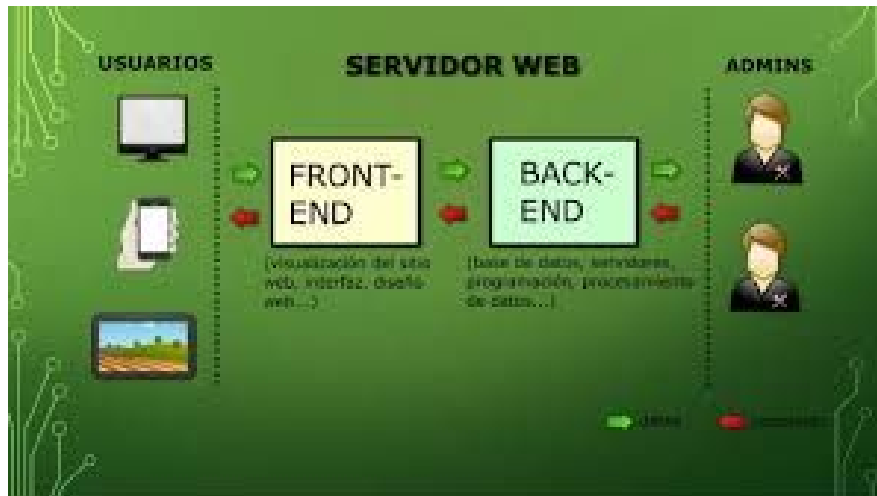 USUARIOS
SERVIDOR WEB
ADMINS
FRONT-
END
BACK-
END
(visualización del sitio
web, interfaz, diseño
web...)
(base de datos, servidores,
programación, procesamiento
de datos...)
datos